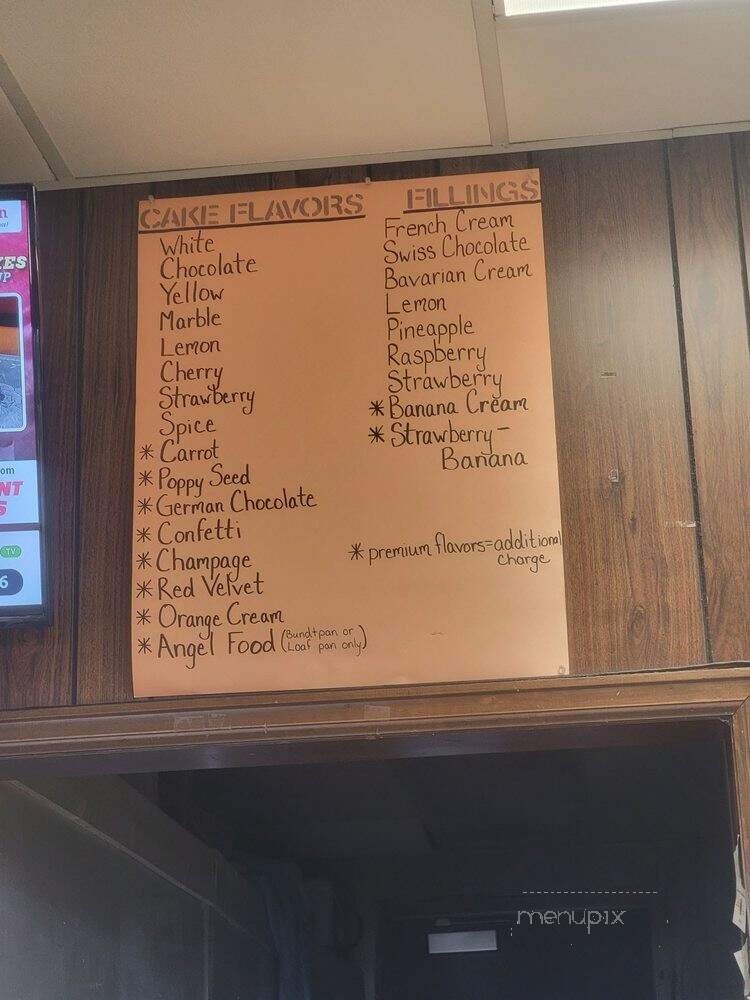 CAKE FLAVORS
White
Chocolate
Yellow
Marble
Lemon
Cherry
Strawberry
Spice
* Carrot
* Poppy Seed
* German Chocolate
* Confetti
* Champage
* Red Velvet
* Orange Cream
* Angel Food (Bundt pan or
Loaf pan only)
FILLINGS
French Cream
Swiss Chocolate
Bavarian Cream
Lemon
Pineapple
Raspberry
Strawberry
* Banana Cream
* Strawberry-
Banana
* premium flavors=additional
charge
TV
6
menupix